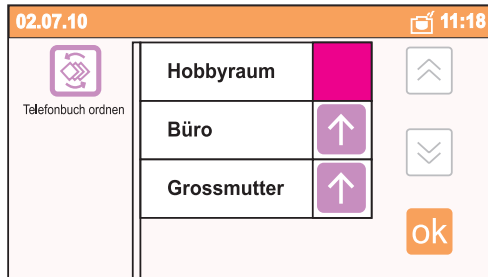 02.07.10 11:18
Telefonbuch ordnen
Hobbyraum
Büro
Grossmutter
ok